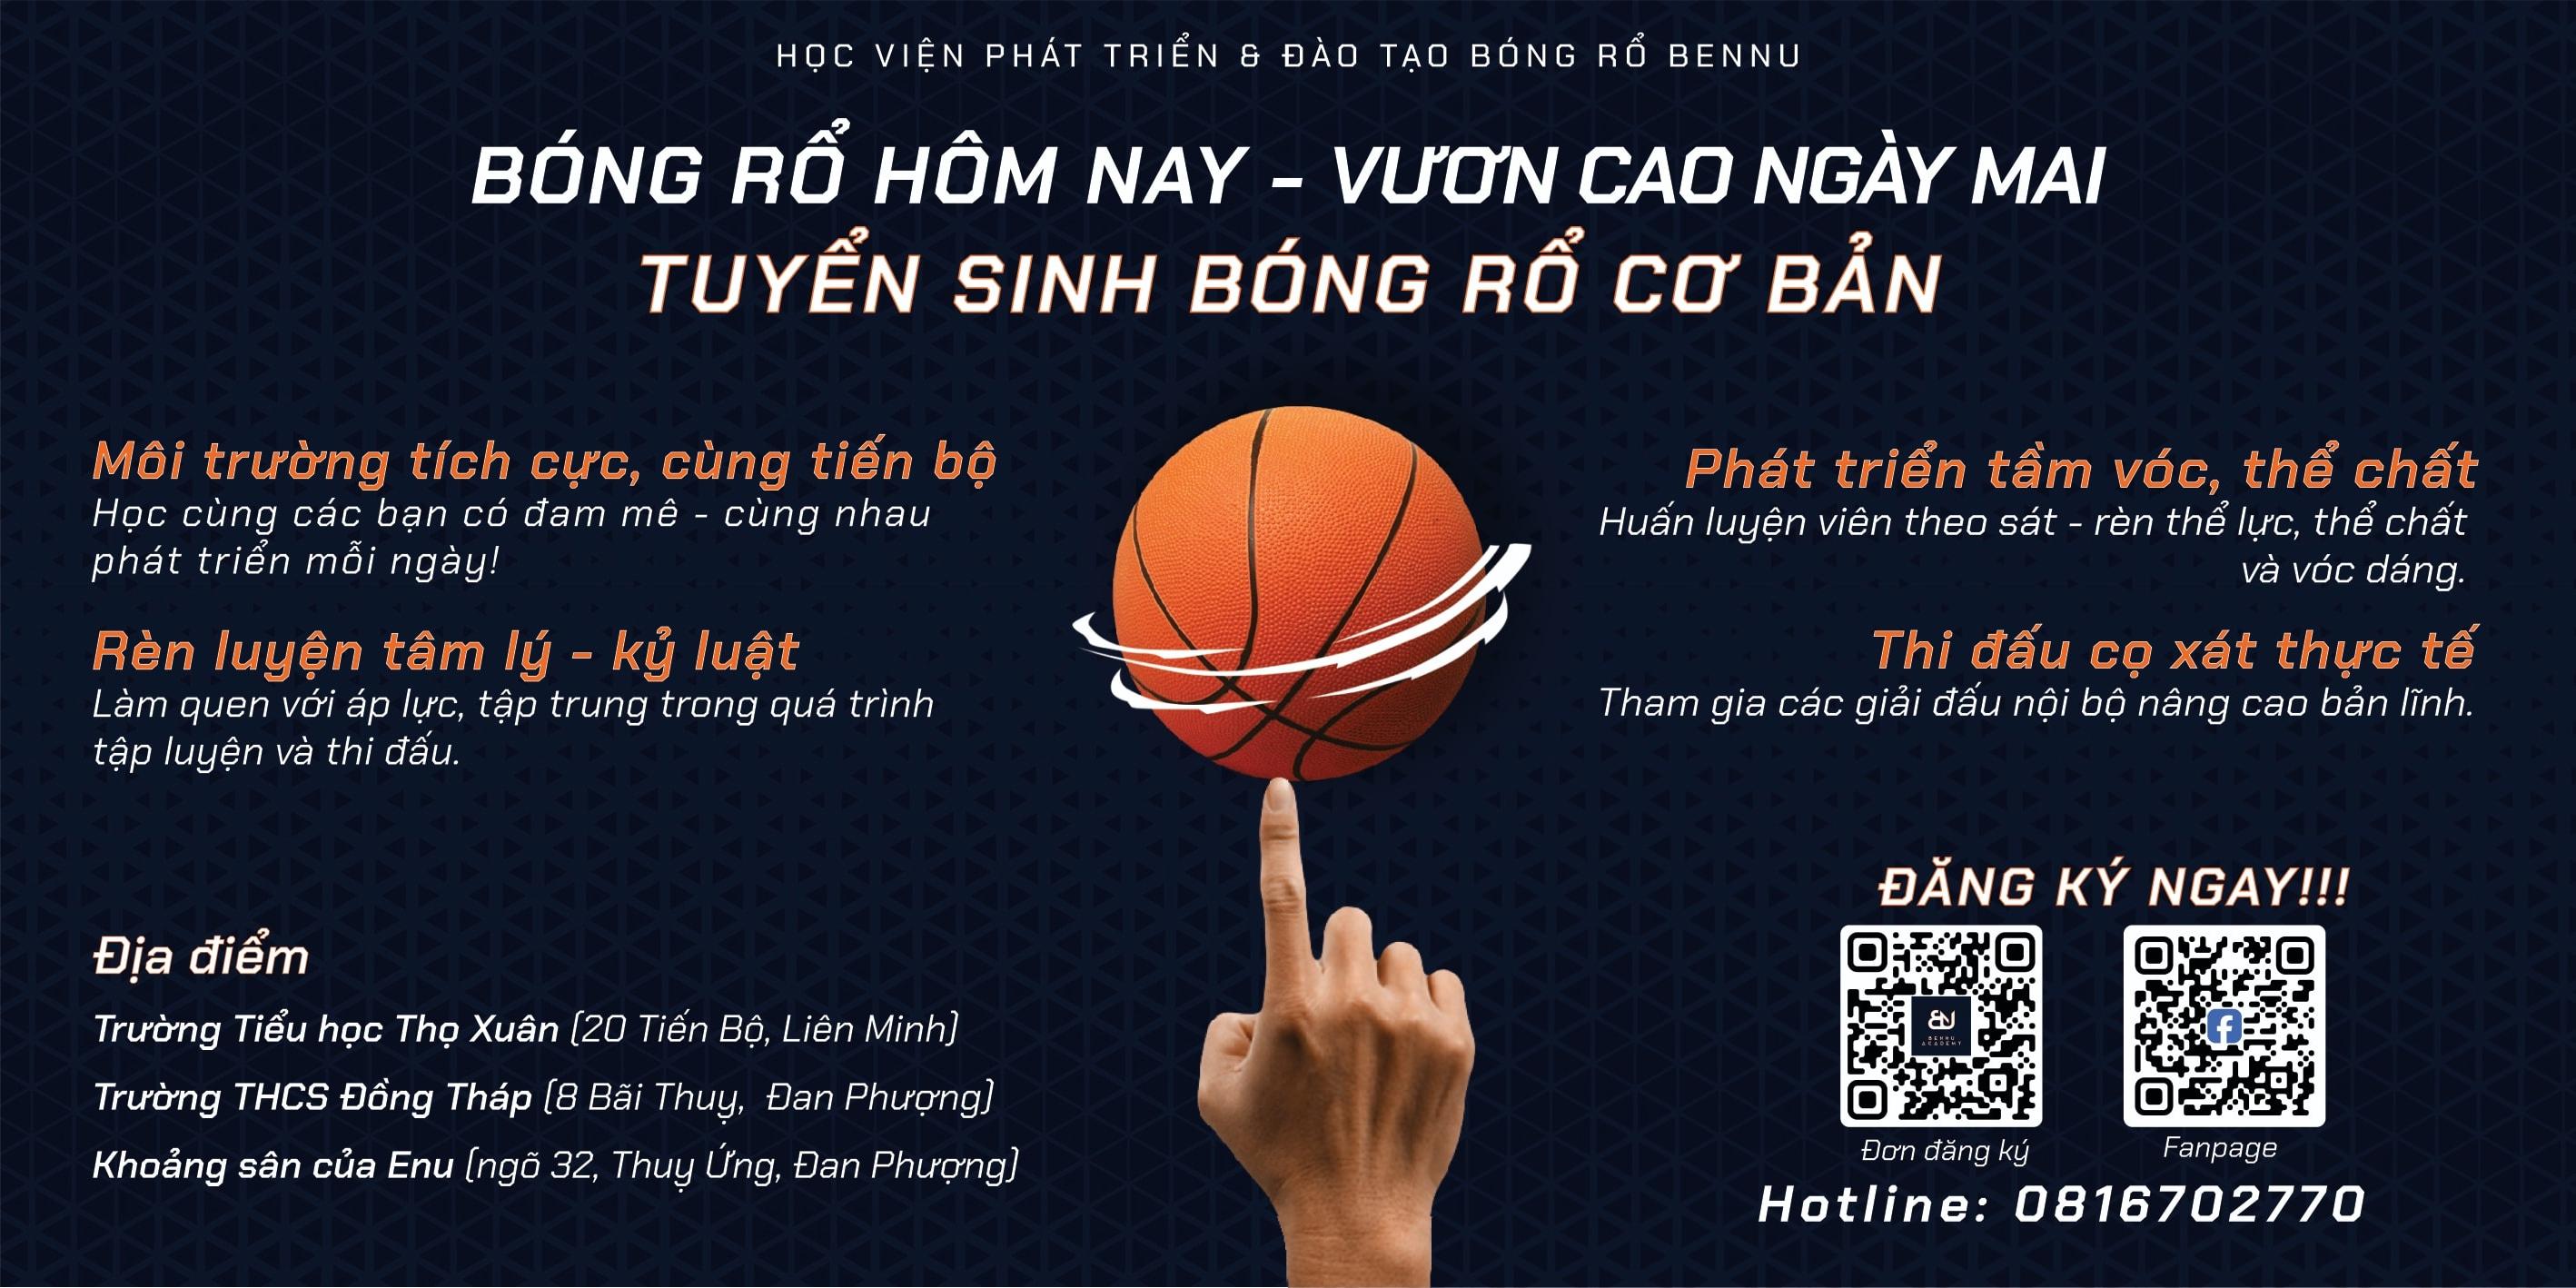 HỌC VIỆN PHÁT TRIỂN & ĐÀO TẠO BÓNG RỔ BENNU
BÓNG RỔ HÔM NAY - VƯƠN CAO NGÀY MAI
TUYỂN SINH BÓNG RỔ CƠ BẢN
Môi trường tích cực, cùng tiến bộ
Học cùng các bạn có đam mê - cùng nhau
phát triển mỗi ngày!
Rèn luyện tâm lý - kỷ luật
Làm quen với áp lực, tập trung trong quá trình
tập luyện và thi đấu.
Phát triển tầm vóc, thể chất
Huấn luyện viên theo sát - rèn thể lực, thể chất
và vóc dáng.
Thi đấu cọ xát thực tế
Tham gia các giải đấu nội bộ nâng cao bản lĩnh.
Địa điểm
Trường Tiểu học Thọ Xuân (20 Tiến Bộ, Liên Minh)
Trường THCS Đồng Tháp (8 Bãi Thuỵ, Đan Phượng)
Khoảng sân của Enu (ngõ 32, Thuỵ Ứng, Đan Phượng)
ĐĂNG KÝ NGAY!!!
BENNU
ACADEMY
Đơn đăng ký
Fanpage
Hotline: 0816702770